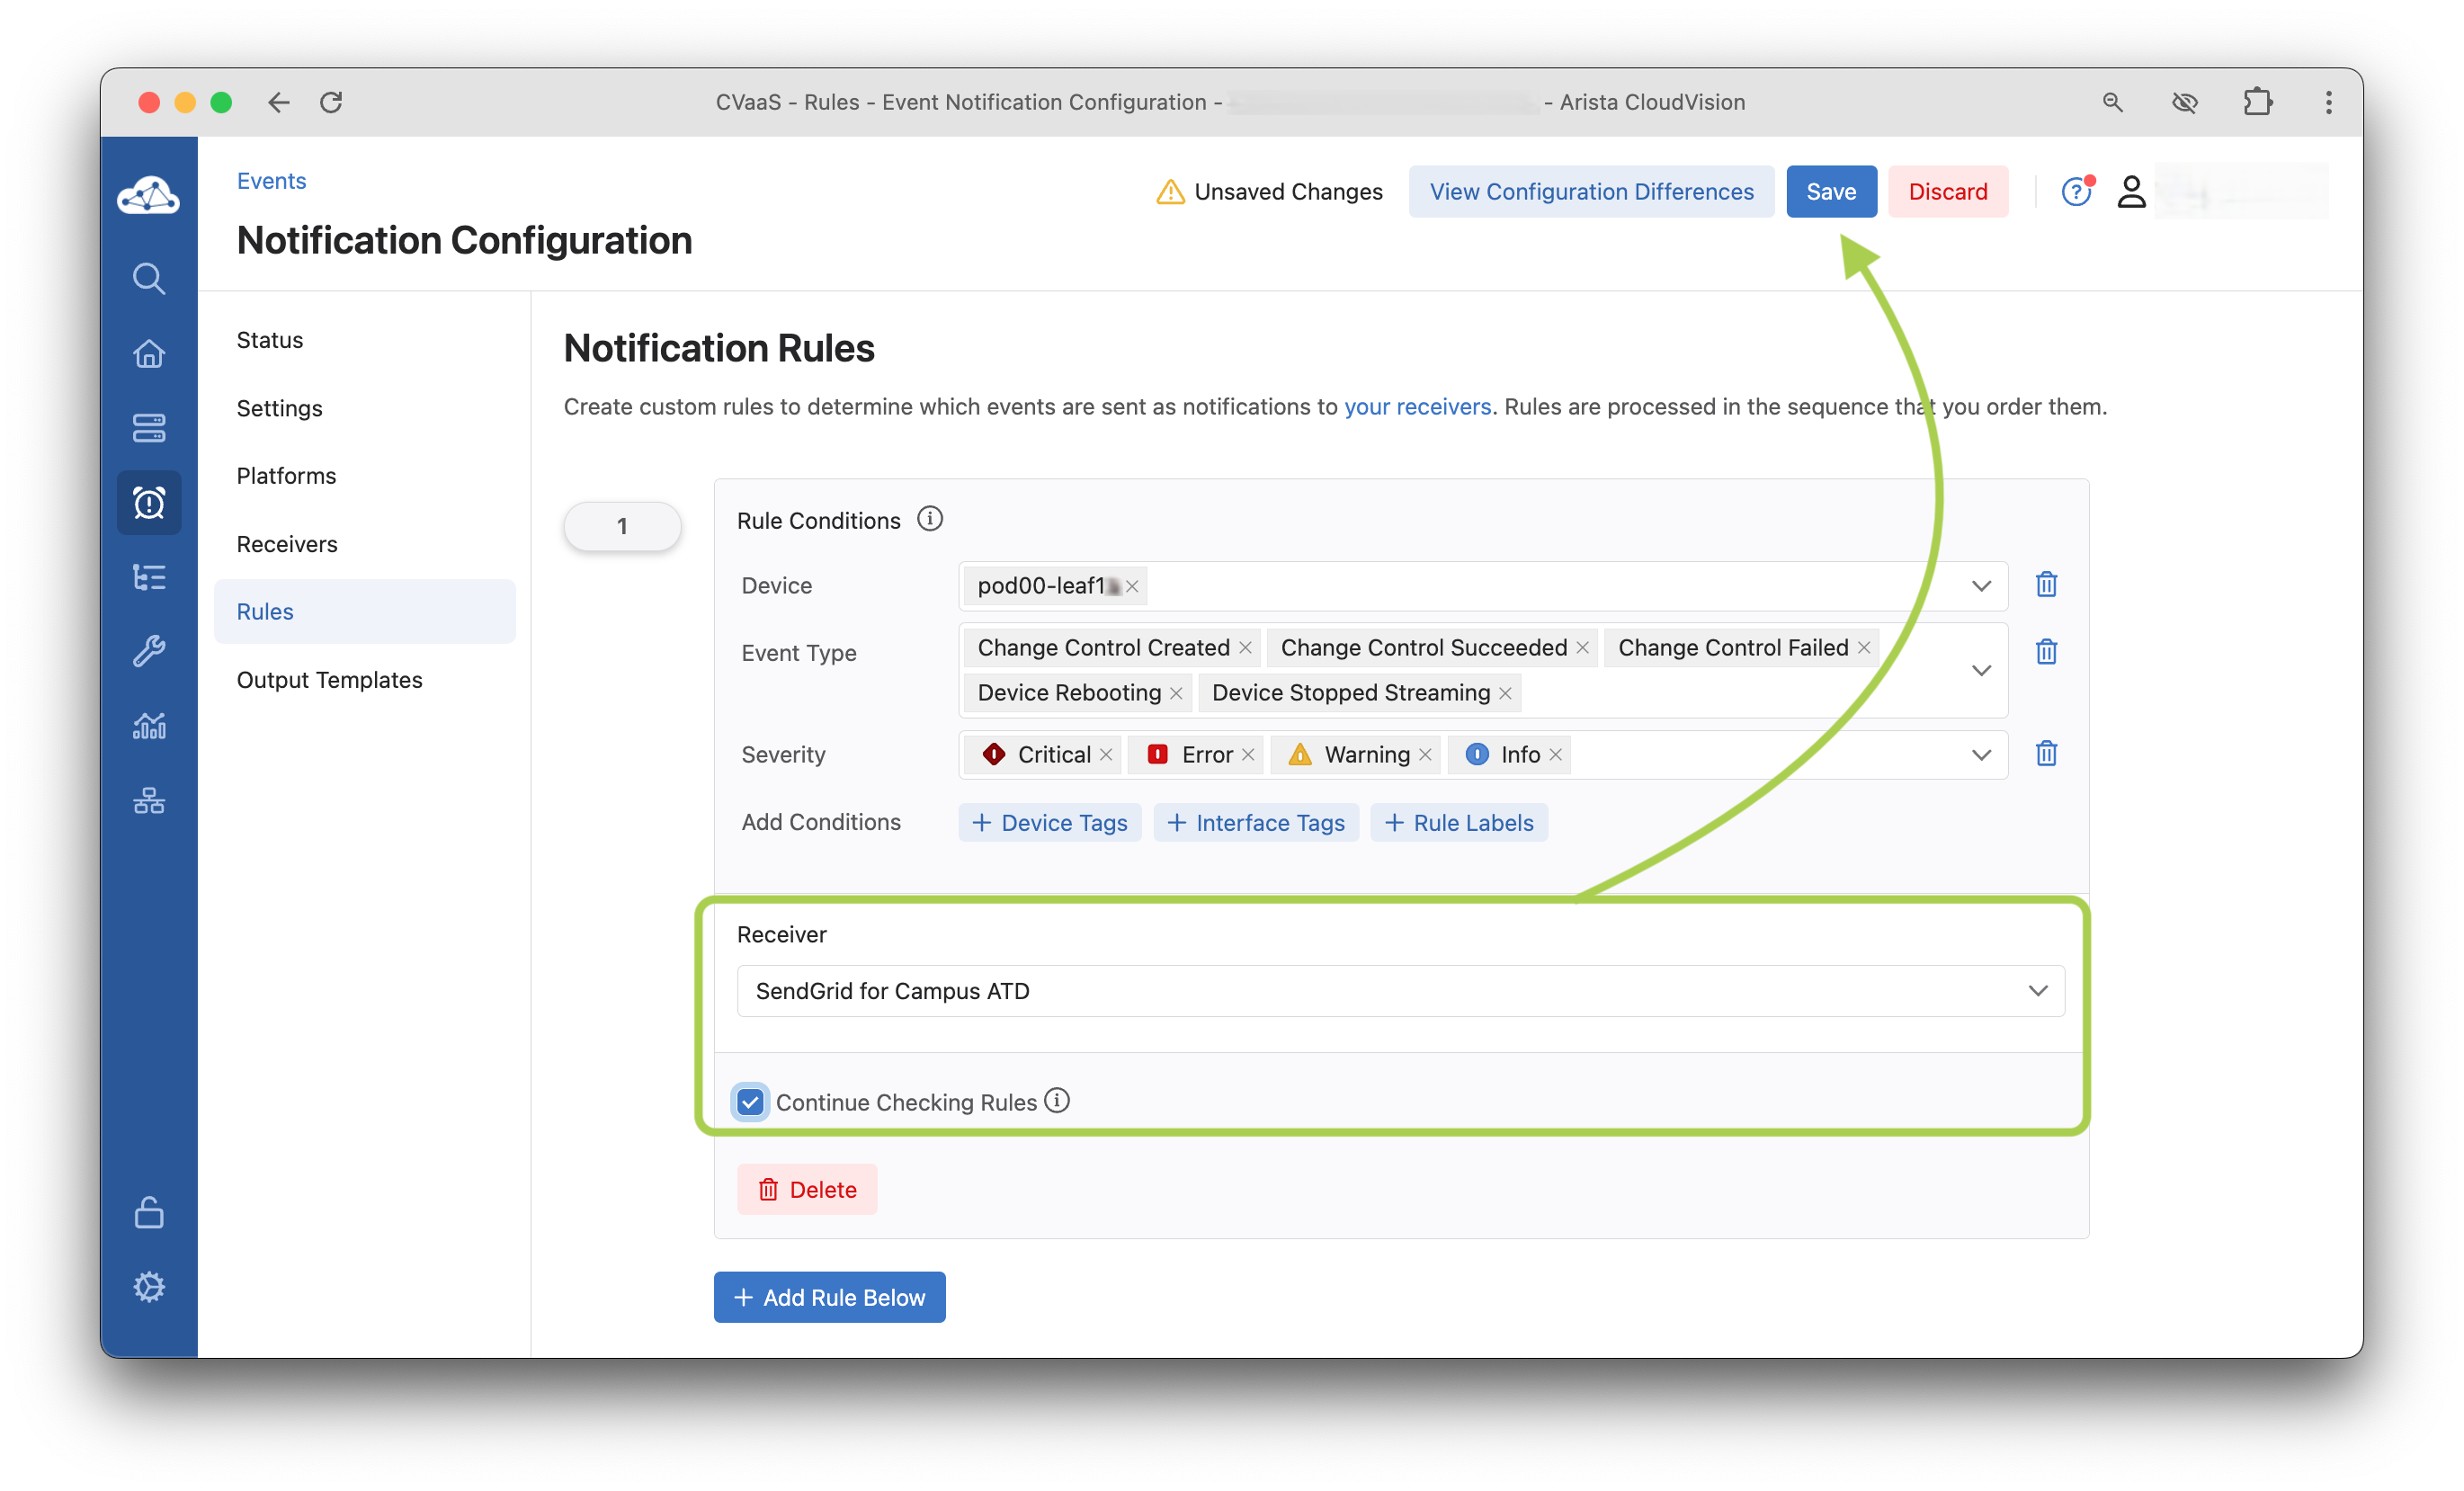 CVaaS - Rules - Event Notification Configuration - - Arista CloudVision
Events
Notification Configuration
Unsaved Changes
View Configuration Differences
Save
Discard
Status
Settings
Platforms
Receivers
Rules
Output Templates
Notification Rules
Create custom rules to determine which events are sent as notifications to your receivers. Rules are processed in the sequence that you order them.
1
Rule Conditions
Device
pod00-leaf1
Event Type
Change Control Created Change Control Succeeded Change Control Failed
Device Rebooting Device Stopped Streaming
Severity
Critical Error Warning Info
Add Conditions
+ Device Tags + Interface Tags + Rule Labels
Receiver
SendGrid for Campus ATD
Continue Checking Rules
Delete
+ Add Rule Below